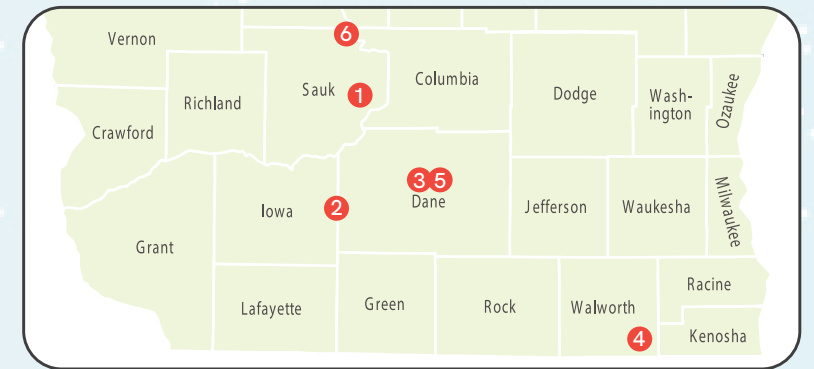 6
Vernon
Columbia
Sauk 1
Richland
Dodge
Wash-
ington
Ozaukee
Crawford
3 5
Dane
2
Iowa
Jefferson
Waukesha
Milwaukee
Grant
Lafayette
Green
Rock
Walworth
Racine
4
Kenosha